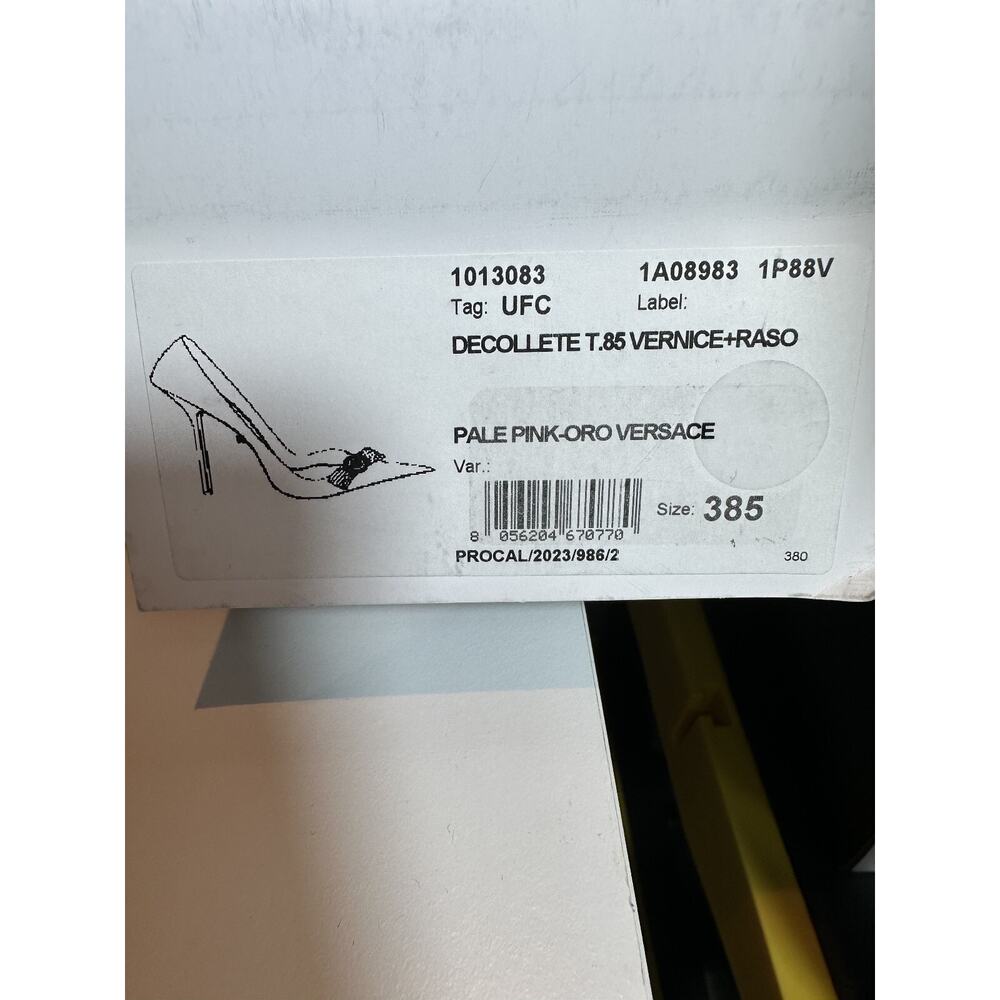 1013083 1A08983 1P88V
Tag: UFC Label:
DECOLLETE T.85 VERNICE+RASO
PALE PINK-ORO VERSACE
Var.:
Size: 385
8 056204 670770
PROCAL/2023/986/2 380